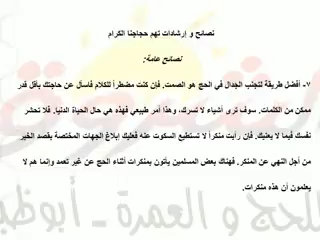 نصائح و إرشادات تهم حجاجنا الكرام
نصائح عامة:
٧- أفضل طريقة لتجنب الجدال في الحج هو الصمت. فإن كنت مضطراً للكلام فاسأل عن حاجتك بأقل قدر
ممكن من الكلمات. سوف ترى أشياء لا تسرك، وهذا أمر طبيعي فهذه هي حال الحياة الدنيا. فلا تحشر
نفسك فيما لا يعنيك. فإن رأيت منكراً لا تستطيع السكوت عنه فعليك إبلاغ الجهات المختصة بقصد الخير
من أجل النهي عن المنكر. فهناك بعض المسلمين يأتون بمنكرات أثناء الحج عن غير تعمد وإنما هم لا
يعلمون أن هذه منكرات.
للحج و العمرة - أبوظبي